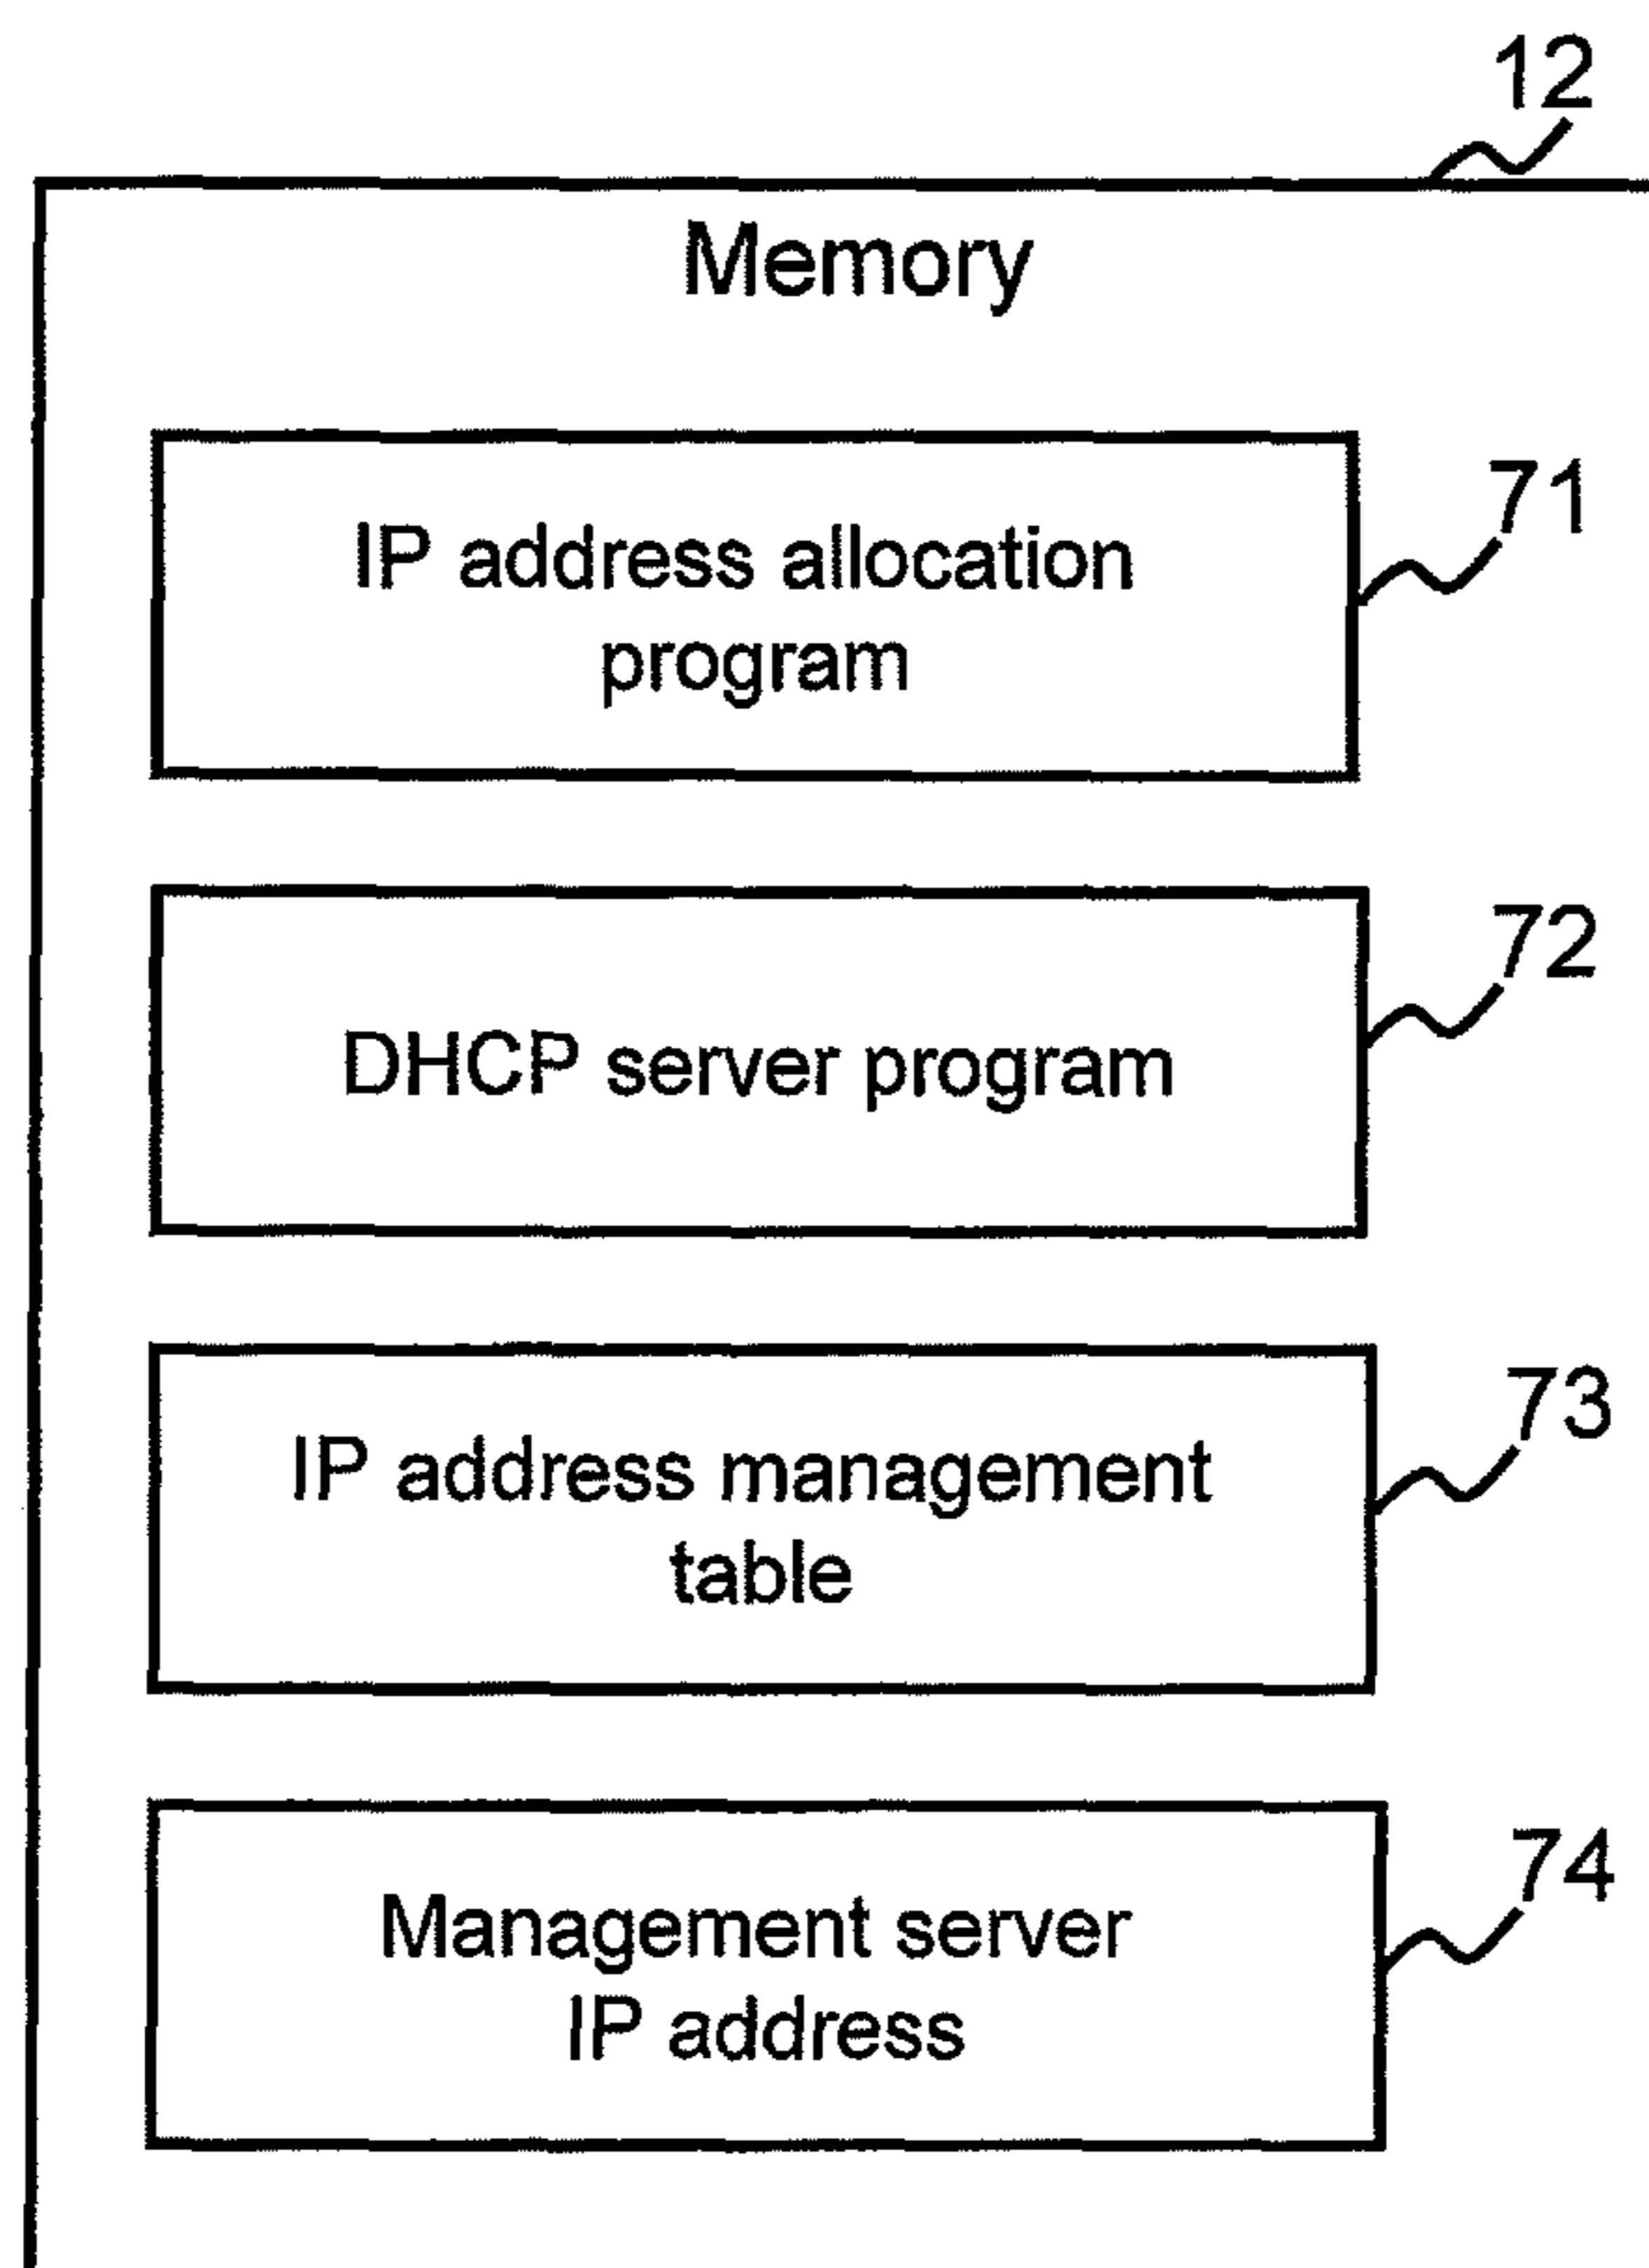 12
Memory
IP address allocation
program
71
DHCP server program
72
IP address management
table
73
Management server
IP address
74